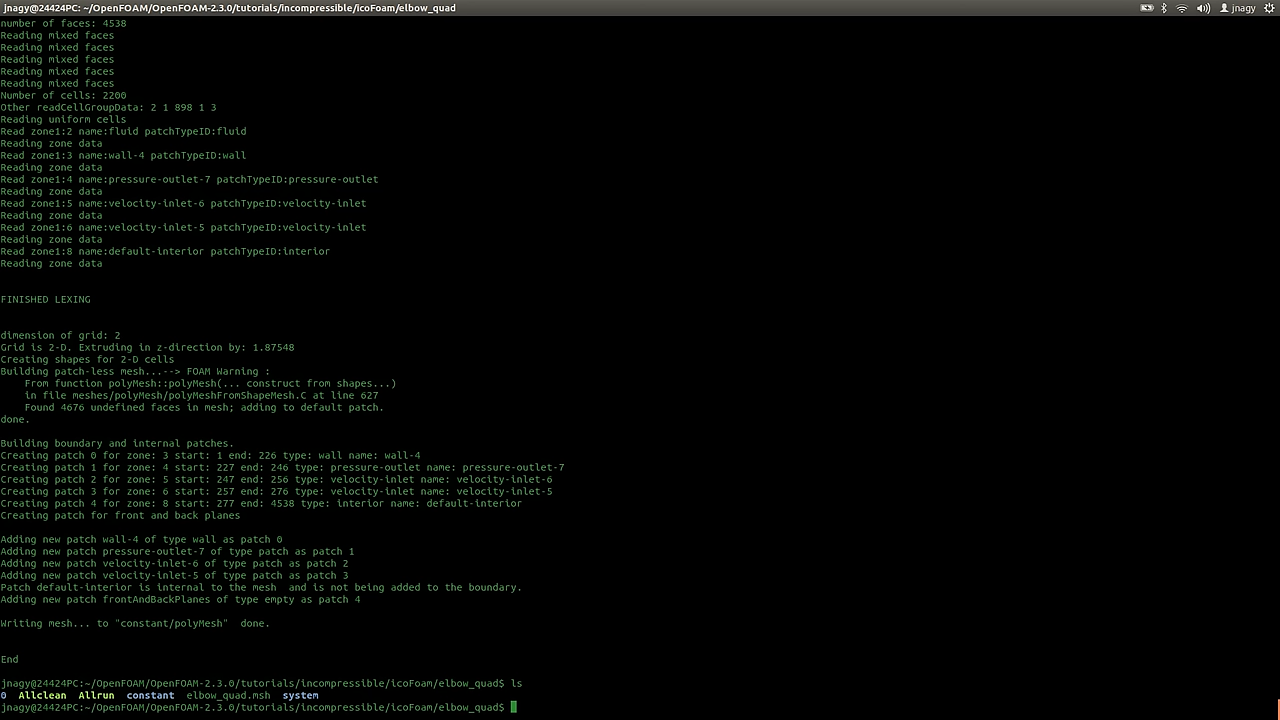 jnagy@24424PC: ~/OpenFOAM/OpenFOAM-2.3.0/tutorials/incompressible/icoFoam/elbow_quad
jnagy
number of faces: 4538
Reading mixed faces
Reading mixed faces
Reading mixed faces
Reading mixed faces
Reading mixed faces
Number of cells: 2200
Other readCellGroupData: 2 1 898 1 3
Reading uniform cells
Read zone1:2 name:fluid patchTypeID:fluid
Reading zone data
Read zone1:3 name:wall-4 patchTypeID:wall
Reading zone data
Read zone1:4 name:pressure-outlet-7 patchTypeID:pressure-outlet
Reading zone data
Read zone1:5 name:velocity-inlet-6 patchTypeID:velocity-inlet
Reading zone data
Read zone1:6 name:velocity-inlet-5 patchTypeID:velocity-inlet
Reading zone data
Read zone1:8 name:default-interior patchTypeID:interior
Reading zone data
FINISHED LEXING
dimension of grid: 2
Grid is 2-D. Extruding in z-direction by: 1.87548
Creating shapes for 2-D cells
Building patch-less mesh...--> FOAM Warning :
From function polyMesh::polyMesh(... construct from shapes...)
in file meshes/polyMesh/polyMeshFromShapeMesh.C at line 627
Found 4676 undefined faces in mesh; adding to default patch.
done.
Building boundary and internal patches.
Creating patch 0 for zone: 3 start: 1 end: 226 type: wall name: wall-4
Creating patch 1 for zone: 4 start: 227 end: 246 type: pressure-outlet name: pressure-outlet-7
Creating patch 2 for zone: 5 start: 247 end: 256 type: velocity-inlet name: velocity-inlet-6
Creating patch 3 for zone: 6 start: 257 end: 276 type: velocity-inlet name: velocity-inlet-5
Creating patch 4 for zone: 8 start: 277 end: 4538 type: interior name: default-interior
Creating patch for front and back planes
Adding new patch wall-4 of type wall as patch 0
Adding new patch pressure-outlet-7 of type patch as patch 1
Adding new patch velocity-inlet-6 of type patch as patch 2
Adding new patch velocity-inlet-5 of type patch as patch 3
Patch default-interior is internal to the mesh  and is not being added to the boundary.
Adding new patch frontAndBackPlanes of type empty as patch 4
Writing mesh... to "constant/polyMesh"  done.
End
jnagy@24424PC:~/OpenFOAM/OpenFOAM-2.3.0/tutorials/incompressible/icoFoam/elbow_quad$ ls
0  Allclean  Allrun  constant  elbow_quad.msh  system
jnagy@24424PC:~/OpenFOAM/OpenFOAM-2.3.0/tutorials/incompressible/icoFoam/elbow_quad$